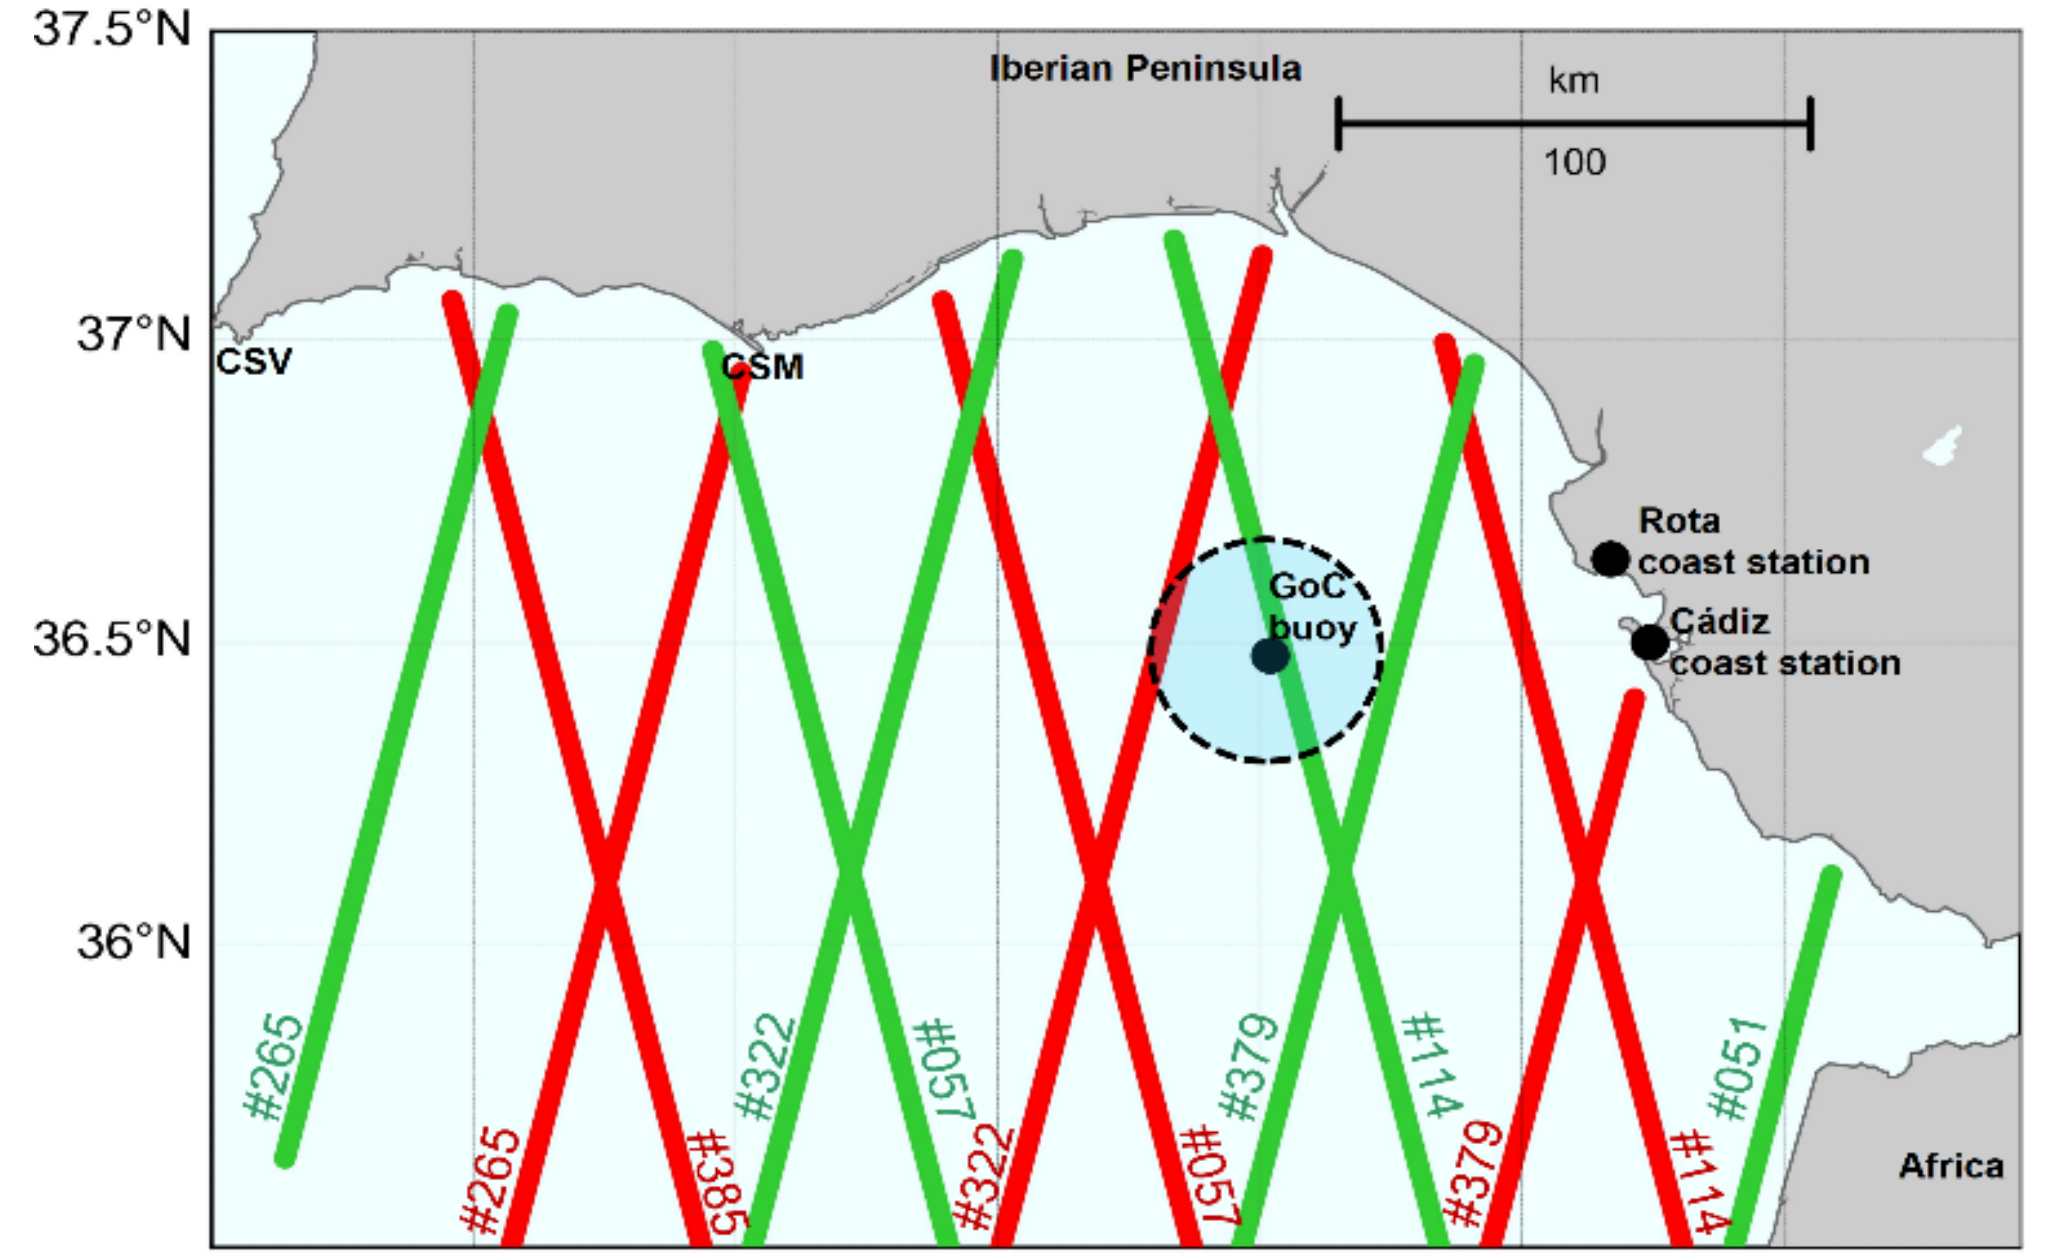 37.5°N
Iberian Peninsula
km
100
37°N
CSV
CSM
Rota
coast station
GoC
buoy
36.5°N
Cádiz
coast station
36°N
#265
#322
#057
#379
#114
#051
#265
#385
#322
#057
#379
#114
Africa